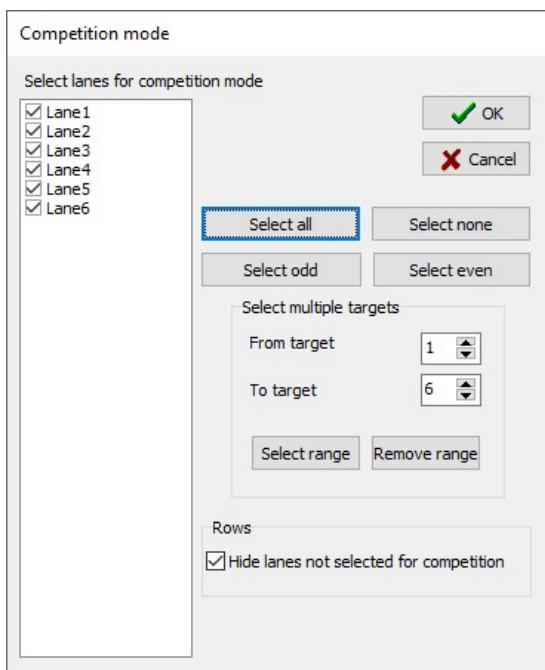 Competition mode
Select lanes for competition mode
Lane1
Lane2
Lane3
Lane4
Lane5
Lane6
OK
Cancel
Select all
Select none
Select odd
Select even
Select multiple targets
From target
1
To target
6
Select range
Remove range
Rows
Hide lanes not selected for competition